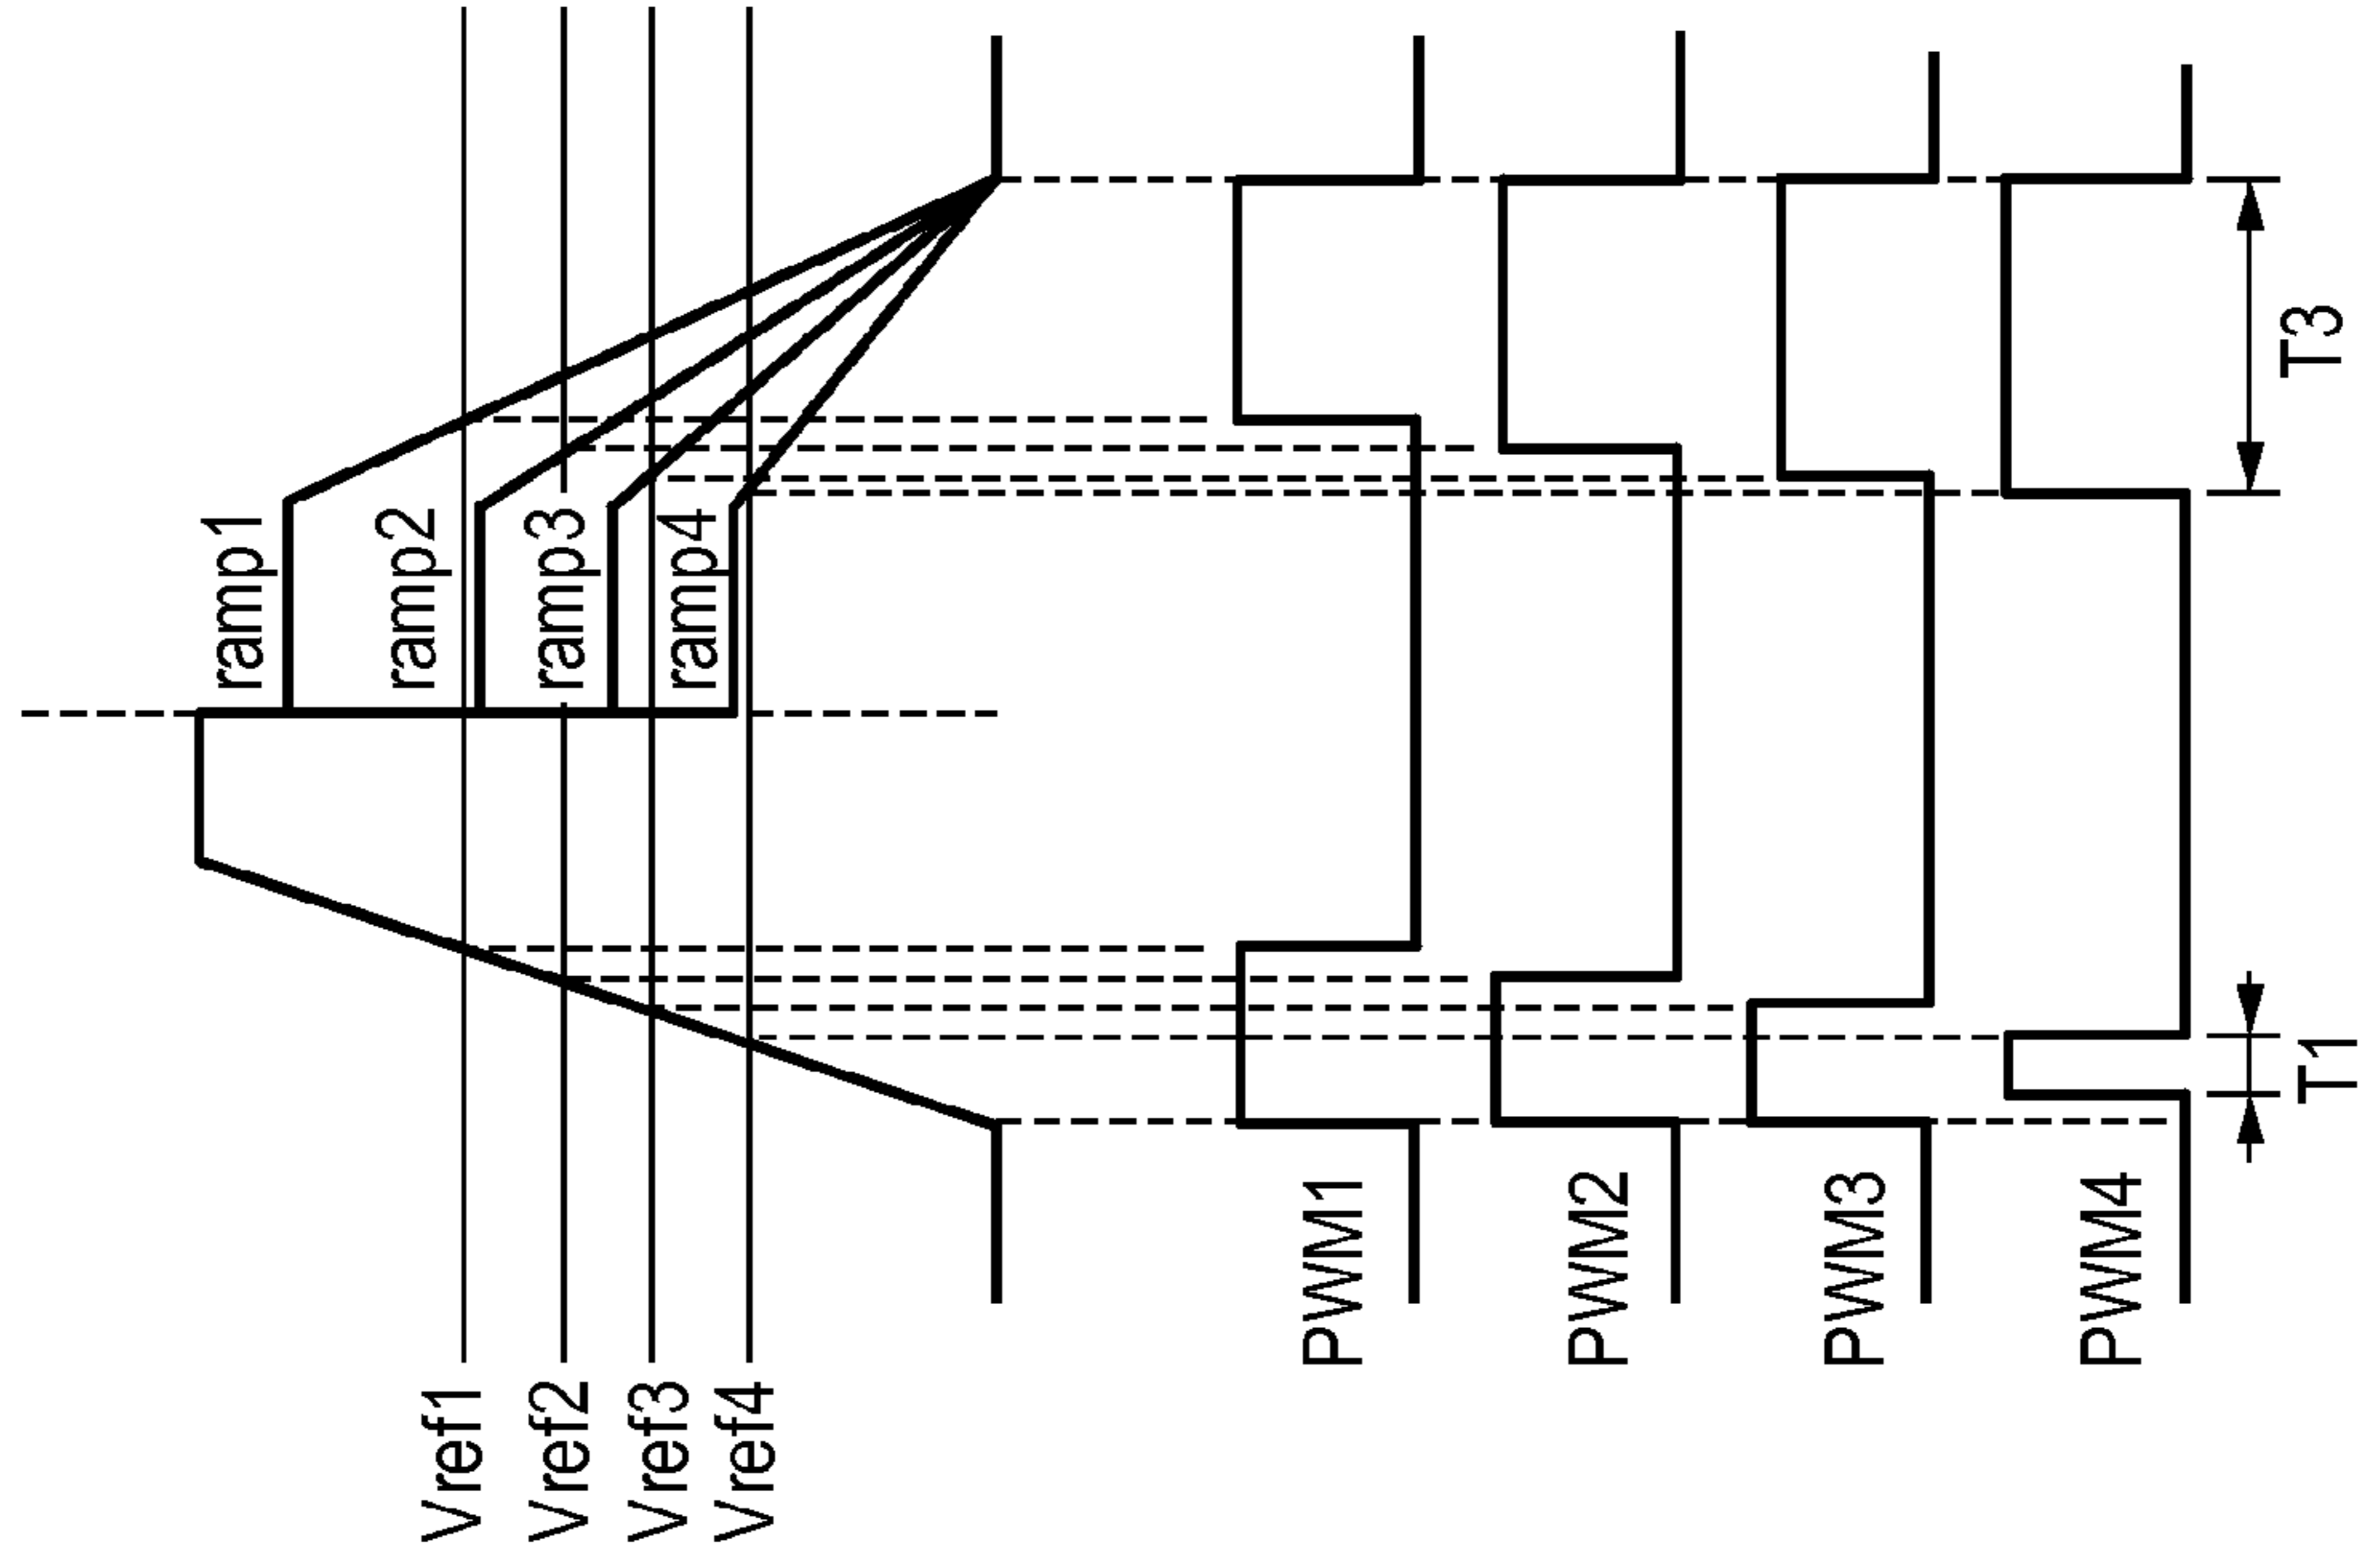 Vref1
Vref2
Vref3
Vref4
ramp1
ramp2
ramp3
ramp4
PWM1
PWM2
PWM3
PWM4
T1
T3